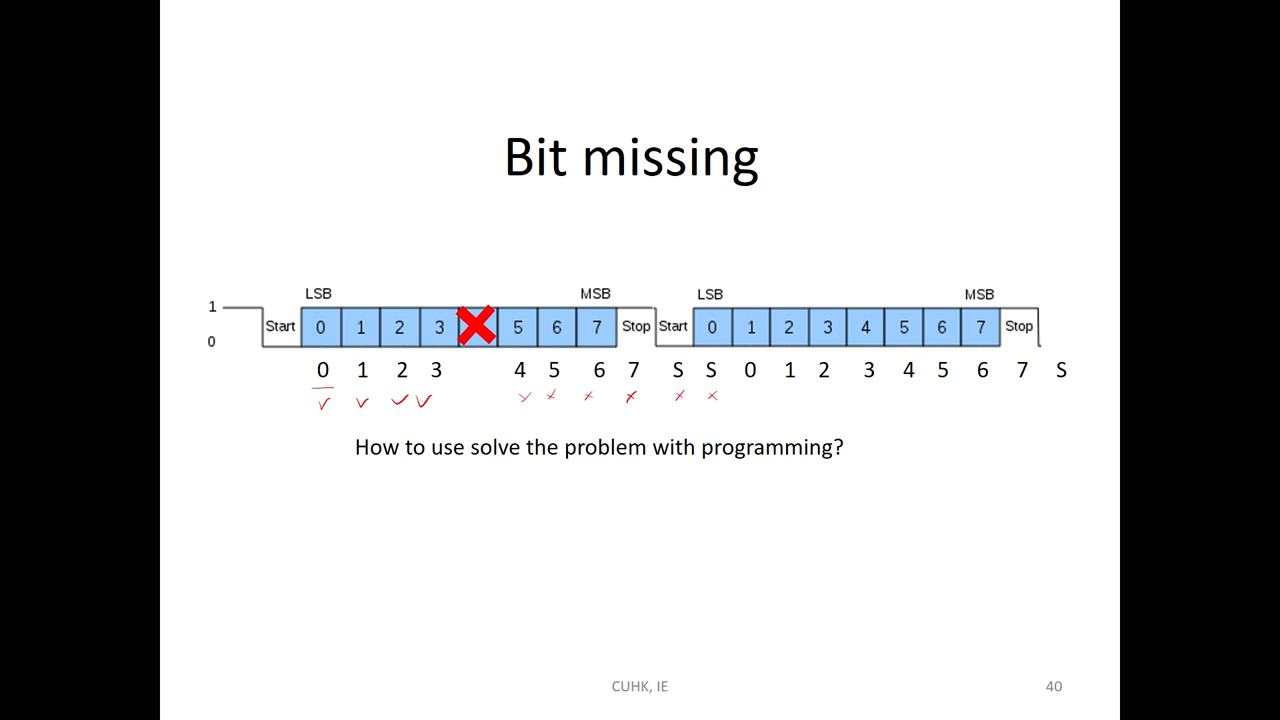 Bit missing
LSB MSB LSB MSB
1
Start 0 1 2 3 5 6 7 Stop Start 0 1 2 3 4 5 6 7 Stop
0
0 1 2 3 4 5 6 7 S S 0 1 2 3 4 5 6 7 S
How to use solve the problem with programming?
CUHK, IE 40